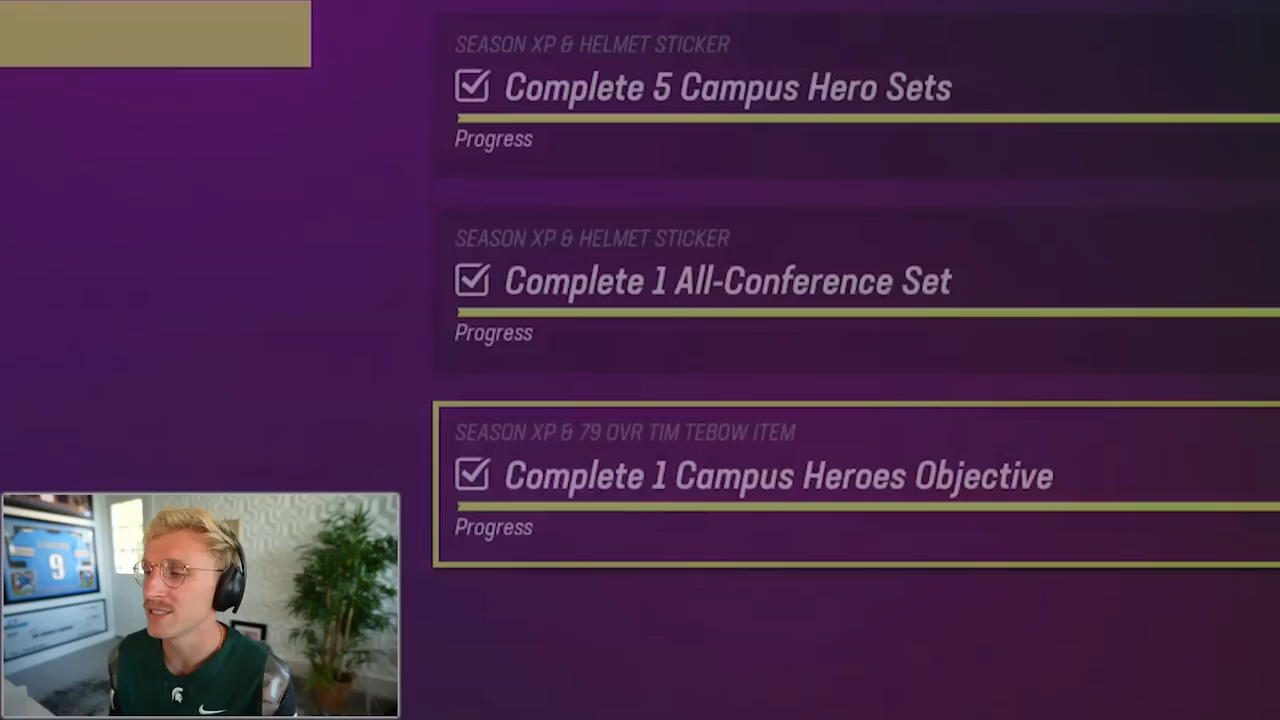 SEASON XP & HELMET STICKER
Complete 5 Campus Hero Sets
Progress
SEASON XP & HELMET STICKER
Complete 1 All-Conference Set
Progress
SEASON XP & 79 OVR TIM TEBOW ITEM
Complete 1 Campus Heroes Objective
Progress
9